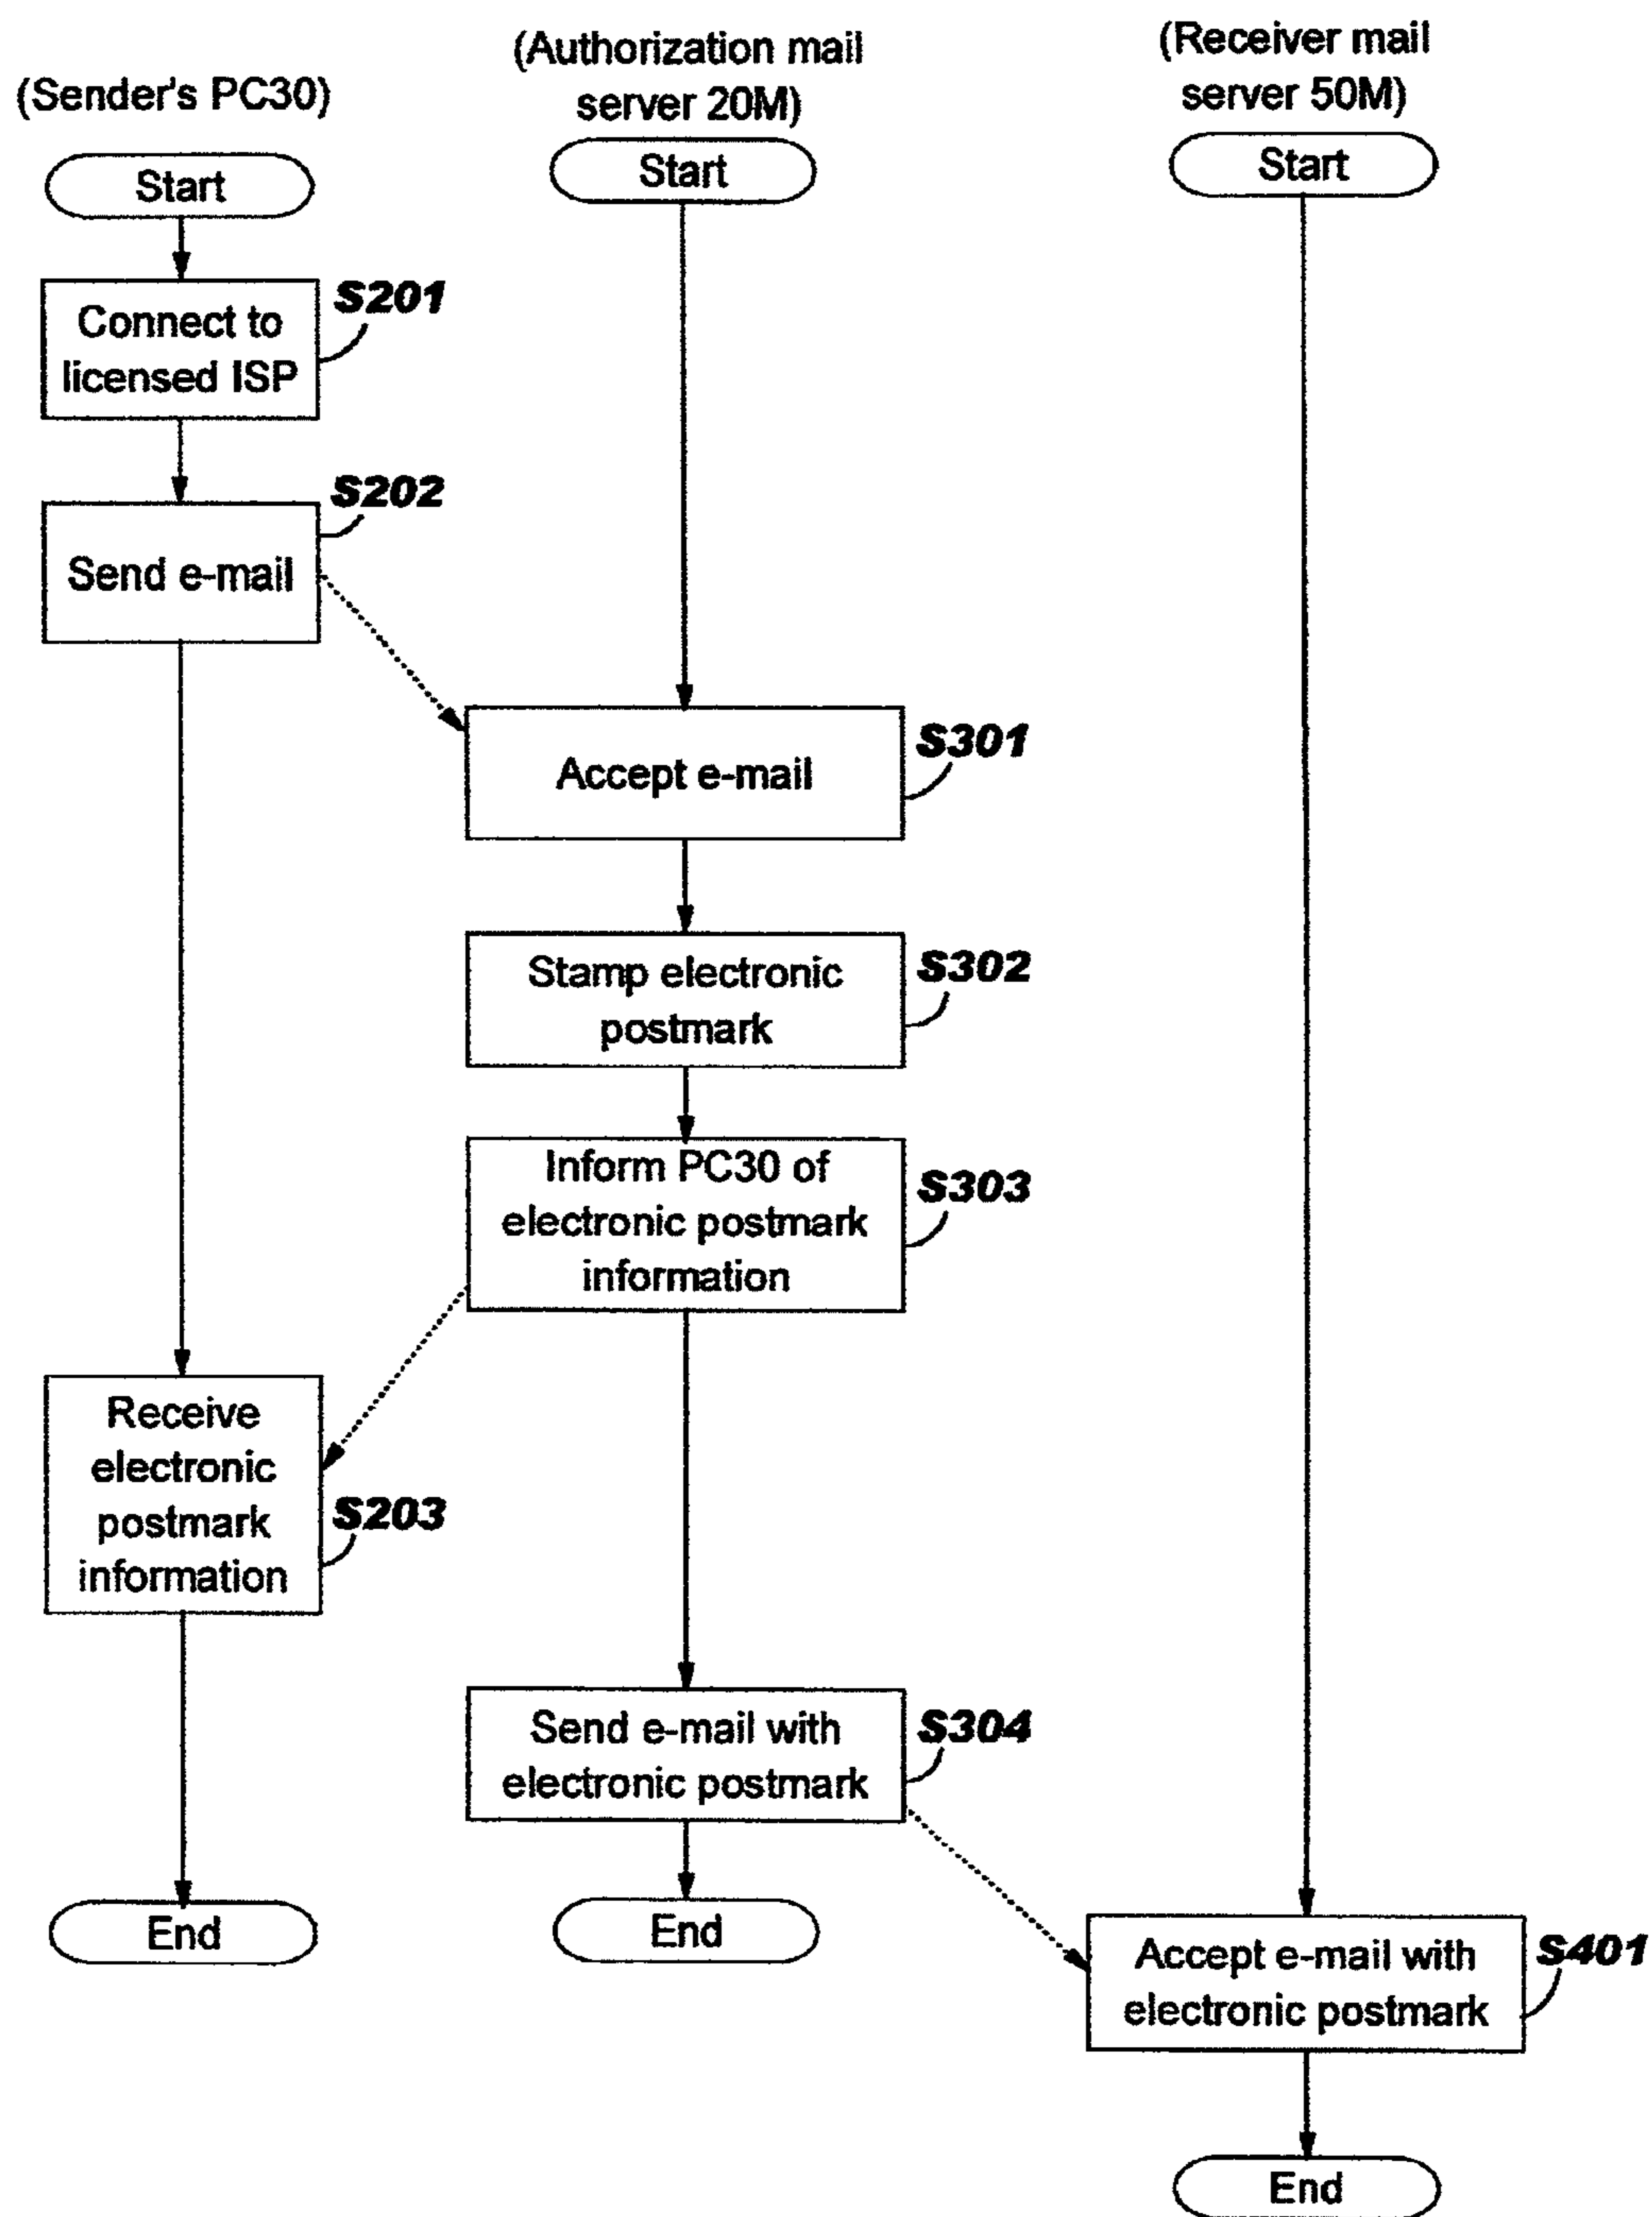 (Sender's PC30)
Start
Connect to
licensed ISP
S201
Send e-mail
S202
Receive
electronic
postmark
information
S203
End
(Authorization mail
server 20M)
Start
Accept e-mail
S301
Stamp electronic
postmark
S302
Inform PC30 of
electronic postmark
information
S303
Send e-mail with
electronic postmark
S304
End
(Receiver mail
server 50M)
Start
Accept e-mail with
electronic postmark
S401
End